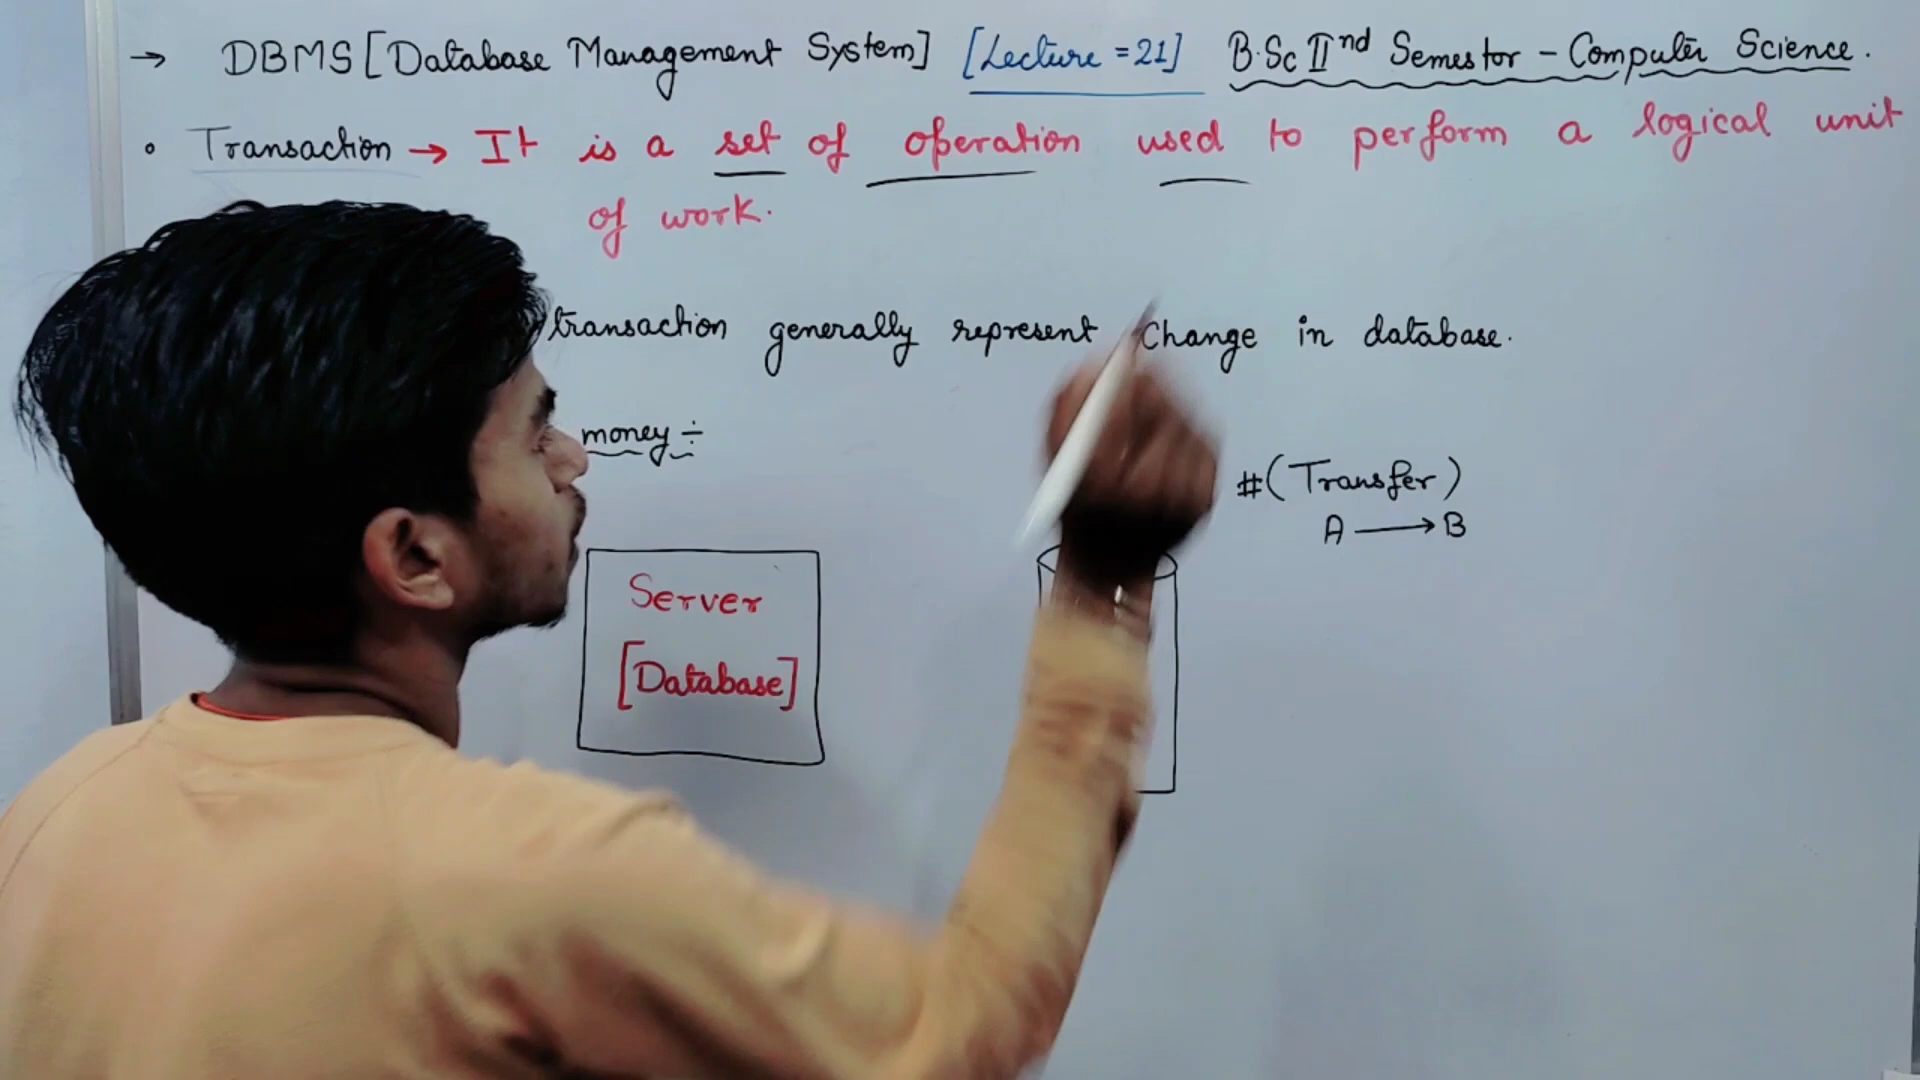 → DBMS [Database Management System] [Lecture = 21] B.Sc IInd Semestor - Computer Science.
• Transaction → It is a set of operation used to perform a logical unit
of work.
transaction generally represent change in database.
money ÷
#(Transfer)
A → B
Server
[Database]